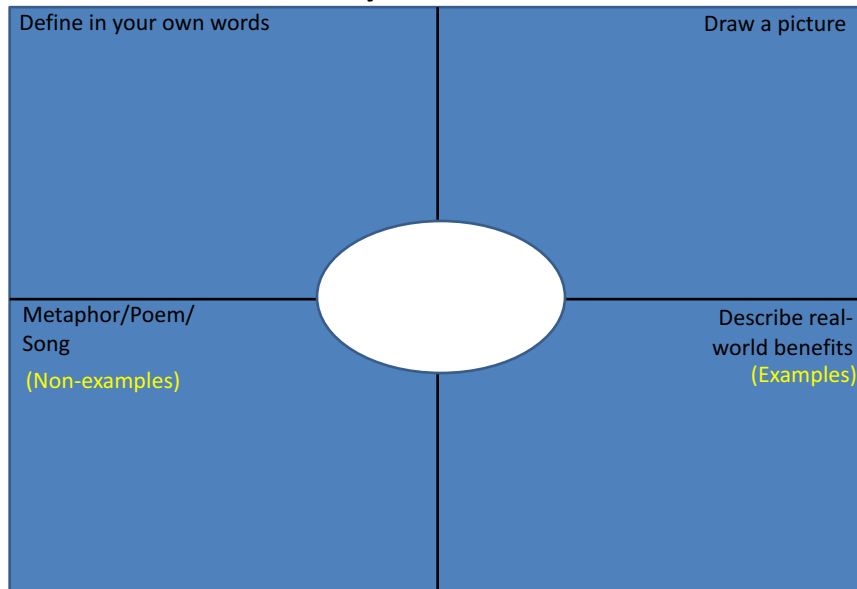 Define in your own words
Draw a picture
Metaphor/Poem/
Song
(Non-examples)
Describe real-
world benefits
(Examples)